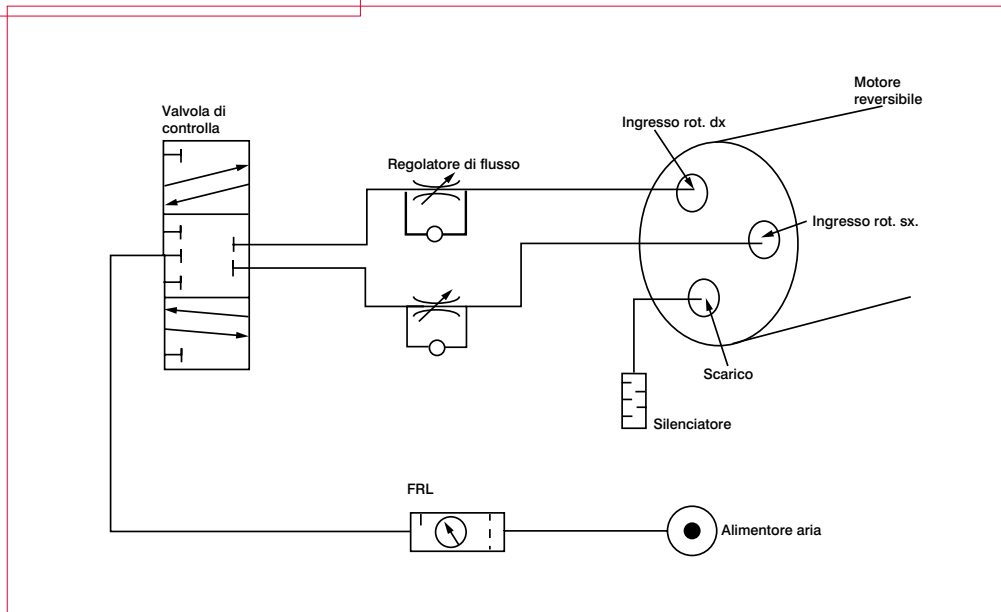 Motore
reversibile
Valvola di
controlla
Ingresso rot. dx
Regolatore di flusso
Ingresso rot. sx.
Scarico
Silenciatore
FRL
Alimentore aria